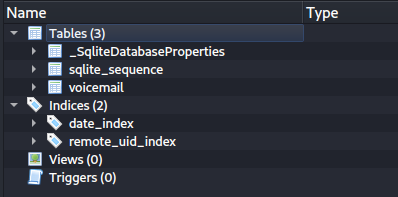 Name Type
Tables (3)
_SqliteDatabaseProperties
sqlite_sequence
voicemail
Indices (2)
date_index
remote_uid_index
Views (0)
Triggers (0)